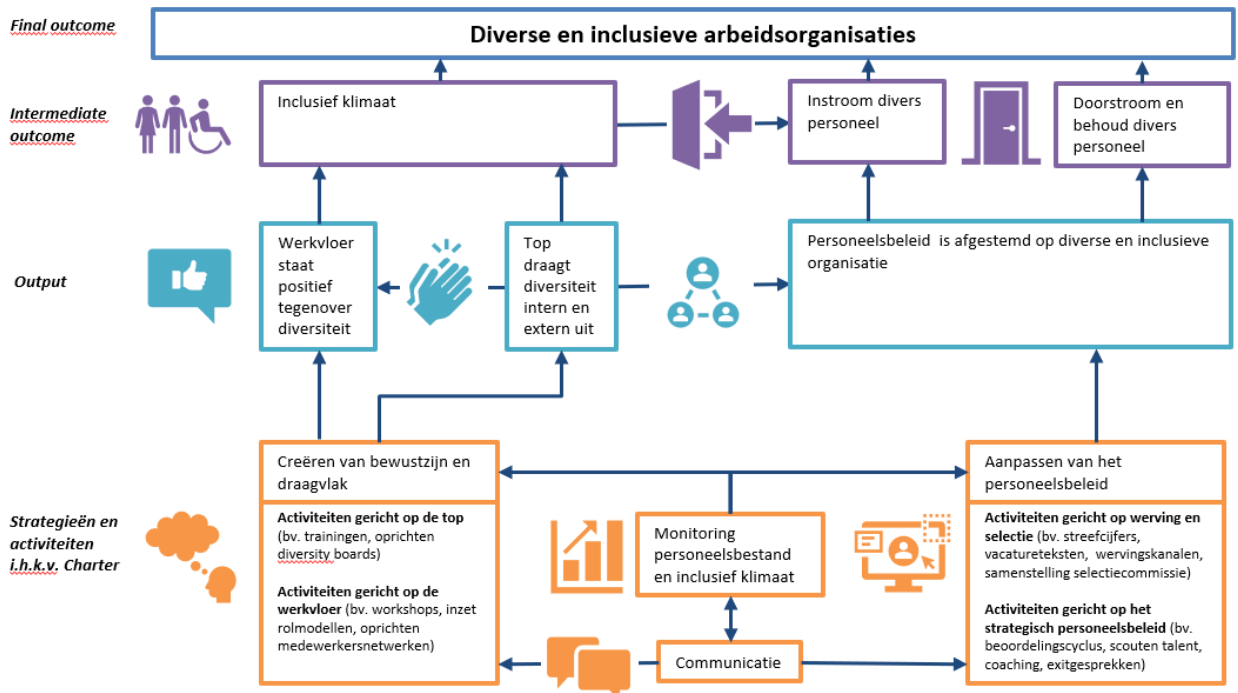 Final outcome
Diverse en inclusieve arbeidsorganisaties
Intermediate
outcome
Inclusief klimaat
Instroom divers
personeel
Doorstroom en
behoud divers
personeel
Output
Werkvloer
staat
positief
tegenover
diversiteit
Top
draagt
diversiteit
intern en
extern uit
Personeelsbeleid is afgestemd op diverse en inclusieve
organisatie
Strategieën en
activiteiten
i.h.k.v. Charter
Creëren van bewustzijn en
draagvlak
Activiteiten gericht op de top
(bv. trainingen, oprichten
diversity boards)
Activiteiten gericht op de
werkvloer (bv. workshops, inzet
rolmodellen, oprichten
medewerkersnetwerken)
Monitoring
personeelsbestand
en inclusief klimaat
Communicatie
Aanpassen van het
personeelsbeleid
Activiteiten gericht op werving en
selectie (bv. streefcijfers,
vacatureteksten, wervingskanalen,
samenstelling selectiecommissie)
Activiteiten gericht op het
strategisch personeelsbeleid (bv.
beoordelingscyclus, scouten talent,
coaching, exitgesprekken)